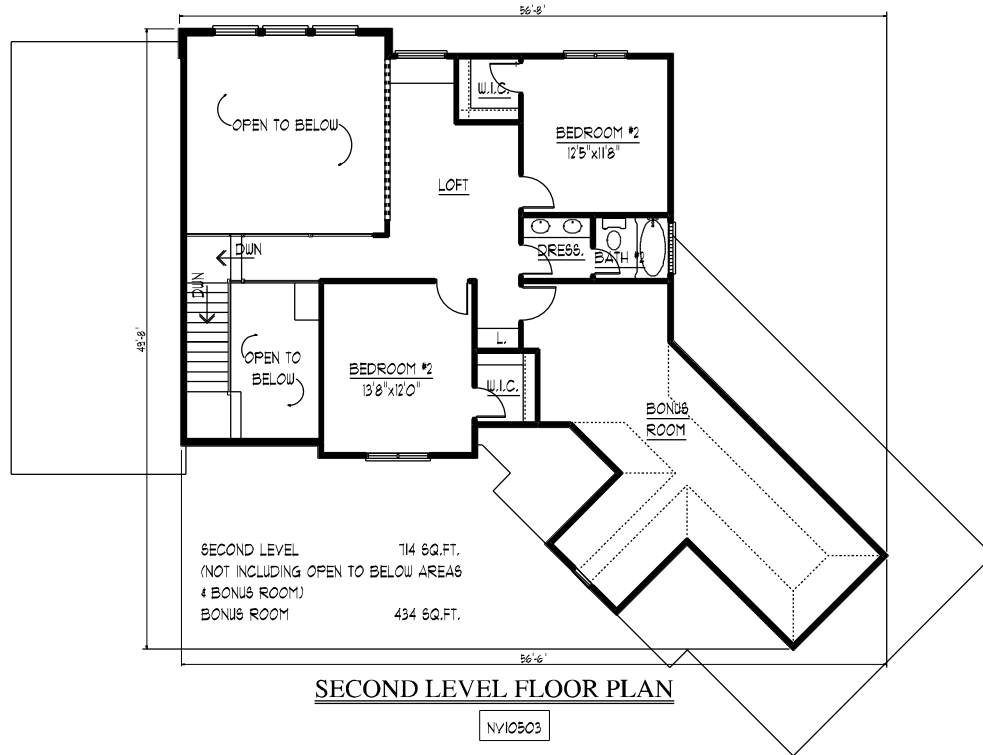 56'-8'
W.I.C.
OPEN TO BELOW
BEDROOM #2
12'5"x11'8"
LOFT
DWN
DRESS.
BATH #2
DWN
49'-8'
L.
OPEN TO
BELOW
BEDROOM #2
13'8"x12'0"
W.I.C.
BONUS
ROOM
SECOND LEVEL 714 SQ.FT.
(NOT INCLUDING OPEN TO BELOW AREAS
& BONUS ROOM)
BONUS ROOM 434 SQ.FT.
56'-6'
SECOND LEVEL FLOOR PLAN
NY10503